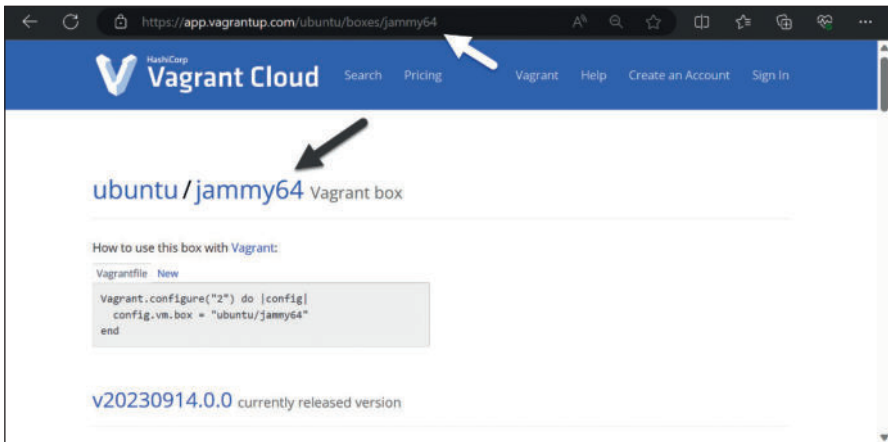 https://app.vagrantup.com/ubuntu/boxes/jammy64
HashiCorp
Vagrant Cloud Search Pricing Vagrant Help Create an Account Sign In
ubuntu/jammy64 Vagrant box
How to use this box with Vagrant:
Vagrantfile New
Vagrant.configure("2") do |config|
  config.vm.box = "ubuntu/jammy64"
end
v20230914.0.0 currently released version